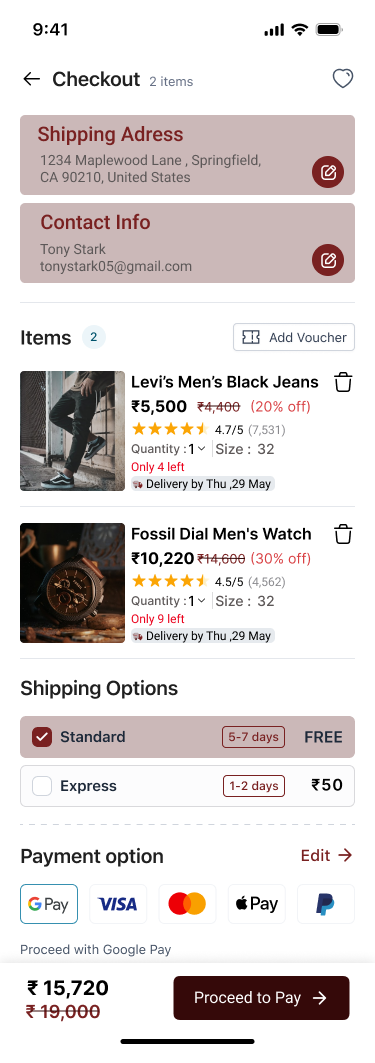 9:41
Checkout 2 items
Shipping Adress
1234 Maplewood Lane , Springfield,
CA 90210, United States
Contact Info
Tony Stark
tonystark05@gmail.com
Items 2 Add Voucher
Levi's Men's Black Jeans
₹5,500 ₹4,400 (20% off)
4.7/5 (7,531)
Quantity : 1 Size : 32
Only 4 left
Delivery by Thu ,29 May
Fossil Dial Men's Watch
₹10,220 ₹14,600 (30% off)
4.5/5 (4,562)
Quantity : 1 Size : 32
Only 9 left
Delivery by Thu ,29 May
Shipping Options
Standard 5-7 days FREE
Express 1-2 days ₹50
Payment option Edit
G Pay VISA Pay
Proceed with Google Pay
₹ 15,720
₹ 19,000
Proceed to Pay